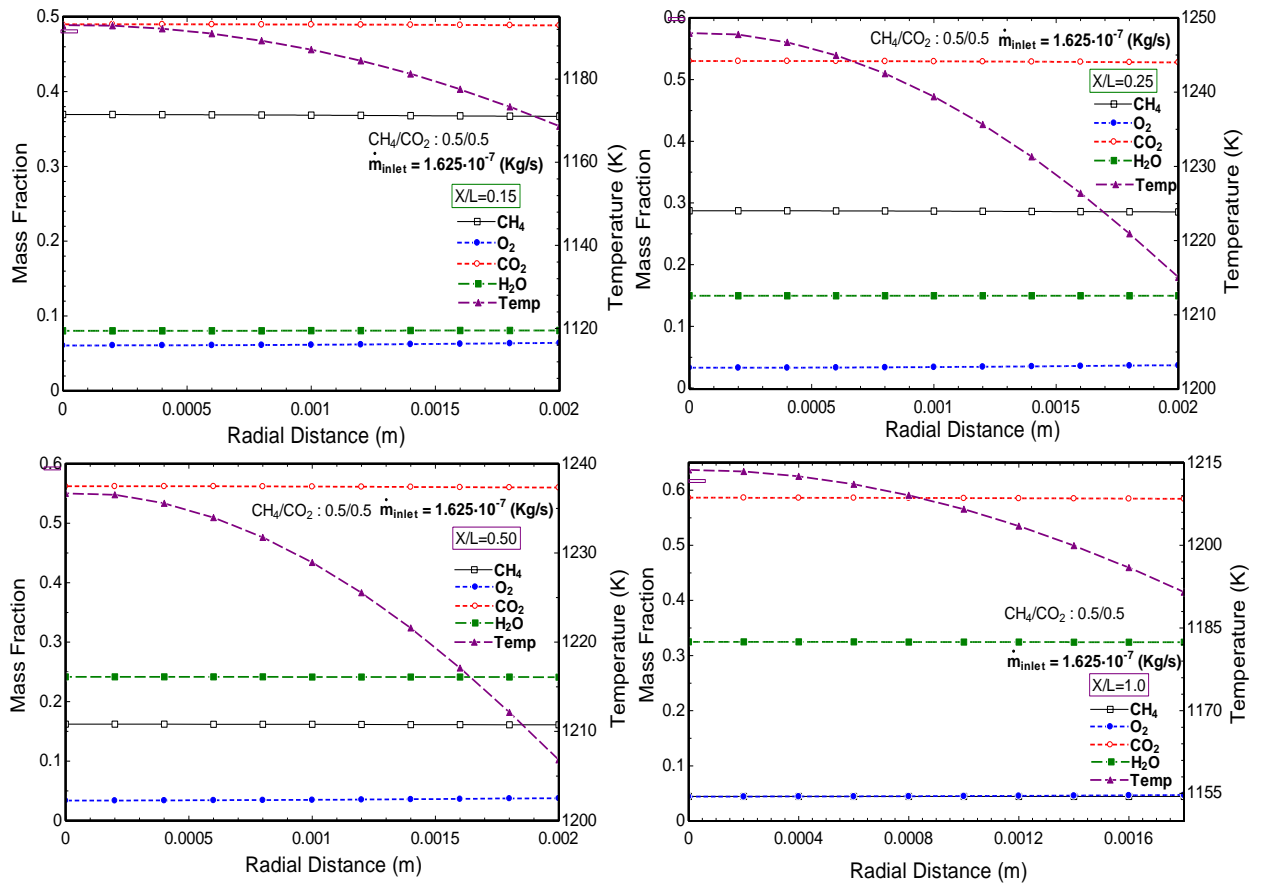 0.5
0.4
0.3
0.2
0.1
0
Mass Fraction
0
0.0005
0.001
0.0015
0.002
Radial Distance (m)
1183
1160
1140
1120
Temperature (K)
CH4/CO2 : 0.5/0.5
ṁinlet = 1.625·10-7 (Kg/s)
X/L=0.15
CH4
O2
CO2
H2O
Temp
0.6
0.5
0.4
0.3
0.2
0.1
0
Mass Fraction
0
0.0005
0.001
0.0015
0.002
Radial Distance (m)
1250
1244
1230
1220
1210
1200
Temperature (K)
CH4/CO2 : 0.5/0.5 ṁinlet = 1.625·10-7 (Kg/s)
X/L=0.25
CH4
O2
CO2
H2O
Temp
0.6
0.5
0.4
0.3
0.2
0.1
0
Mass Fraction
0
0.0005
0.001
0.0015
0.002
Radial Distance (m)
1240
1230
1220
1210
1200
Temperature (K)
CH4/CO2 : 0.5/0.5 ṁinlet = 1.625·10-7 (Kg/s)
X/L=0.50
CH4
O2
CO2
H2O
Temp
0.6
0.5
0.4
0.3
0.2
0.1
0
Mass Fraction
0
0.0004
0.0008
0.0012
0.0016
Radial Distance (m)
1215
1200
1183
1170
1155
Temperature (K)
CH4/CO2 : 0.5/0.5
ṁinlet = 1.625·10-7 (Kg/s)
X/L=1.0
CH4
O2
CO2
H2O
Temp